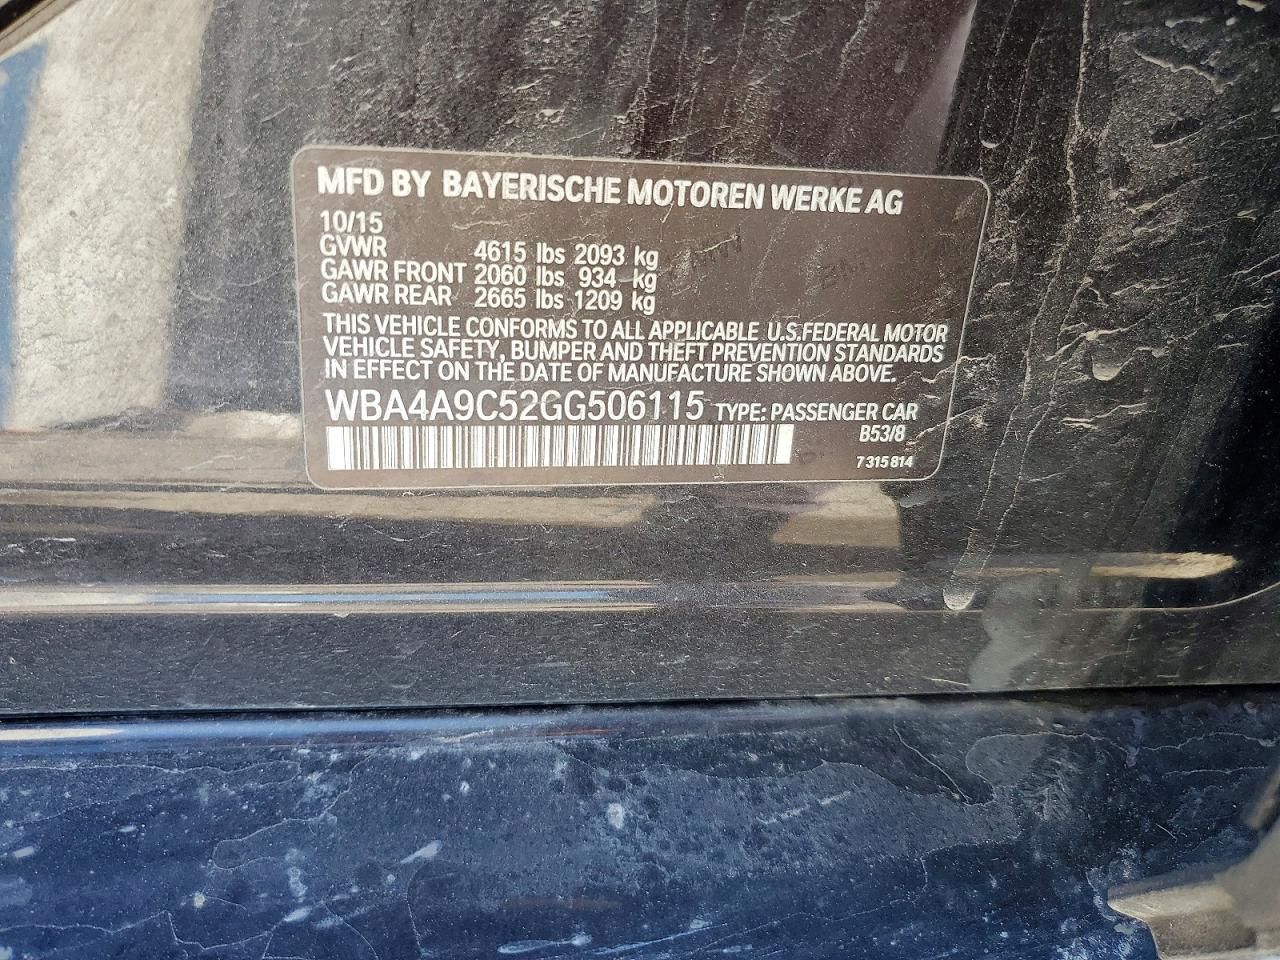 MFD BY BAYERISCHE MOTOREN WERKE AG
10/15
GVWR 4615 lbs 2093 kg
GAWR FRONT 2060 lbs 934 kg
GAWR REAR 2665 lbs 1209 kg
THIS VEHICLE CONFORMS TO ALL APPLICABLE U.S.FEDERAL MOTOR
VEHICLE SAFETY, BUMPER AND THEFT PREVENTION STANDARDS
IN EFFECT ON THE DATE OF MANUFACTURE SHOWN ABOVE.
WBA4A9C52GG506115 TYPE: PASSENGER CAR
B53/8
7 315 814